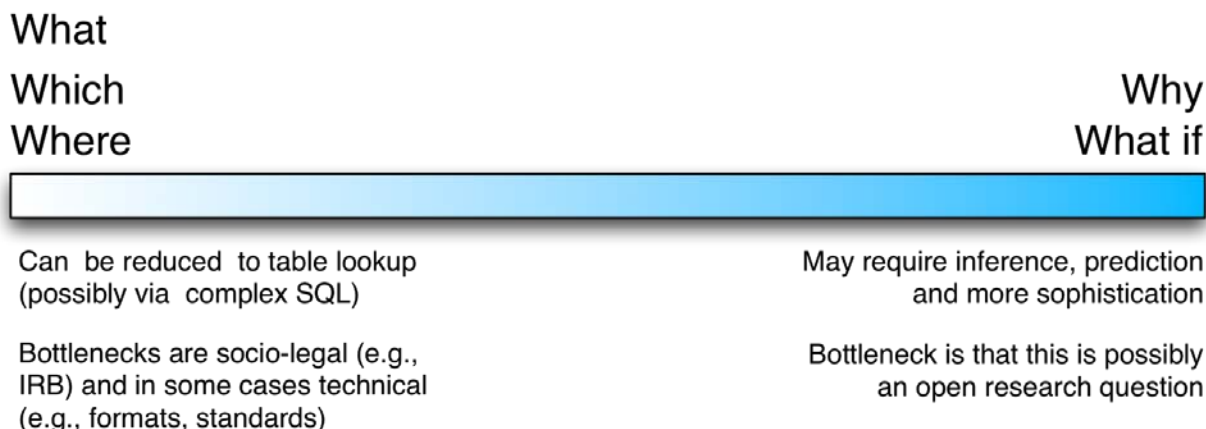 What
Which
Where
Why
What if
Can be reduced to table lookup
(possibly via complex SQL)
Bottlenecks are socio-legal (e.g.,
IRB) and in some cases technical
(e.g., formats, standards)
May require inference, prediction
and more sophistication
Bottleneck is that this is possibly
an open research question